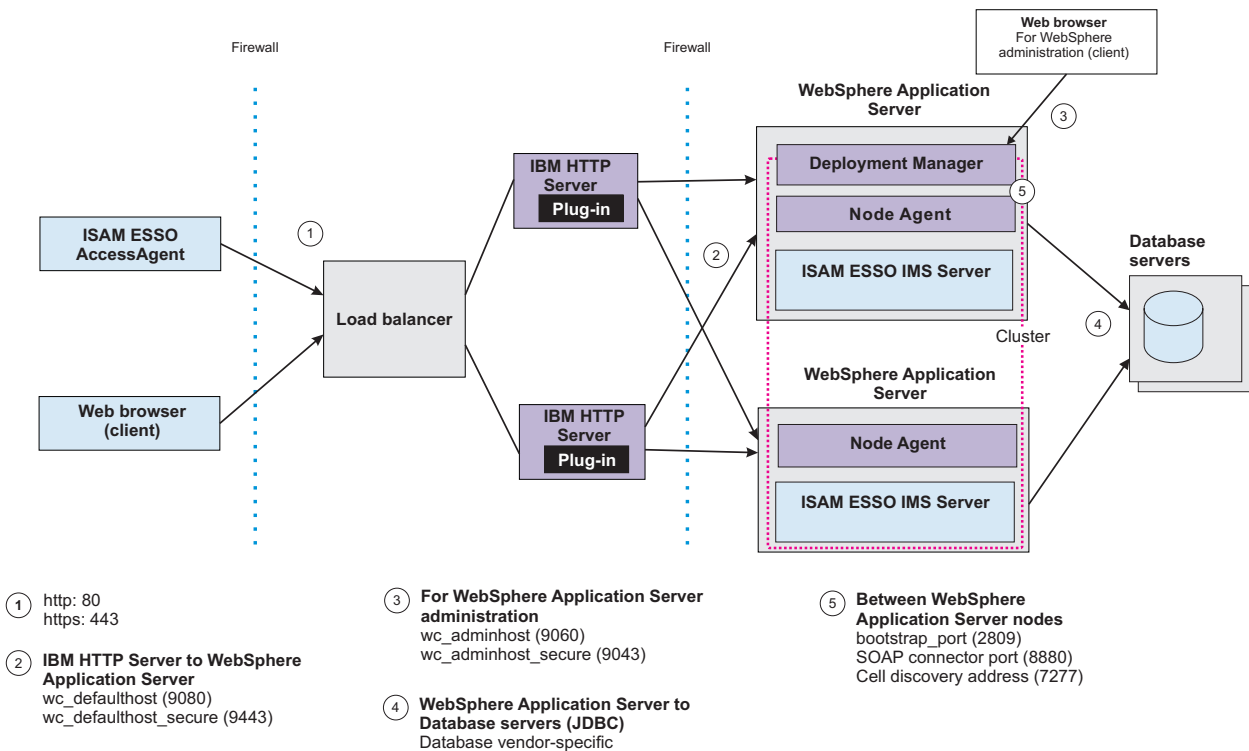 Web browser
For WebSphere
administration (client)
Firewall
Firewall
WebSphere Application
Server
3
IBM HTTP
Server
Plug-in
Deployment Manager
5
Node Agent
ISAM ESSO
AccessAgent
1
2
ISAM ESSO IMS Server
Database
servers
Load balancer
4
Cluster
WebSphere Application
Server
Web browser
(client)
IBM HTTP
Server
Plug-in
Node Agent
ISAM ESSO IMS Server
1
http: 80
https: 443
2
IBM HTTP Server to WebSphere
Application Server
wc_defaulthost (9080)
wc_defaulthost_secure (9443)
3
For WebSphere Application Server
administration
wc_adminhost (9060)
wc_adminhost_secure (9043)
4
WebSphere Application Server to
Database servers (JDBC)
Database vendor-specific
5
Between WebSphere
Application Server nodes
bootstrap_port (2809)
SOAP connector port (8880)
Cell discovery address (7277)